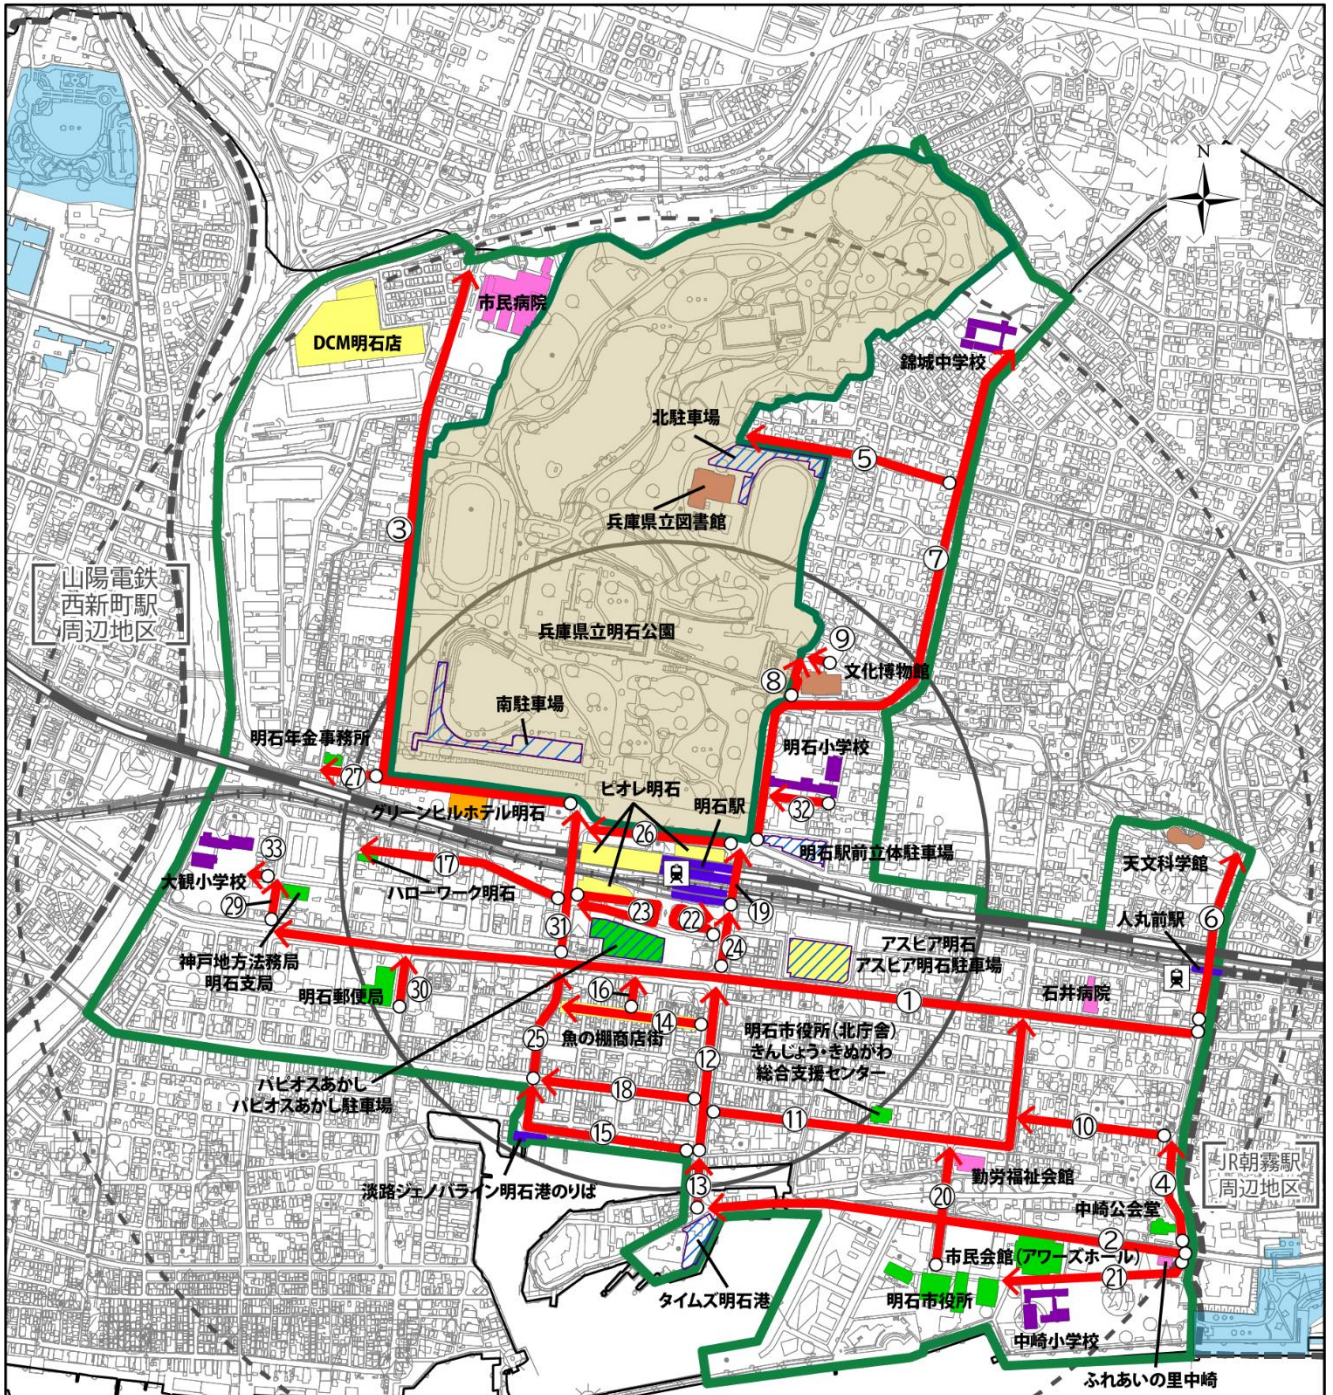 N
市民病院
DCM明石店
錦城中学校
北駐車場
⑤
兵庫県立図書館
③
⑦
山陽電鉄
西新町駅
周辺地区
兵庫県立明石公園
⑨
文化博物館
⑧
南駐車場
明石年金事務所
明石小学校
㉗
ピオレ明石
明石駅
グリーンヒルホテル明石
㉜
㉖
明石駅前立体駐車場
天文科学館
㉝
⑰
大観小学校
ハローワーク明石
⑲
㉙
㉓
㉒
⑥
人丸前駅
㉛
㉔
アスピア明石
アスピア明石駐車場
神戸地方法務局
明石支局
明石郵便局
㉚
⑯
①
石井病院
⑭
魚の棚商店街
明石市役所(北庁舎)
きんじょう・きぬがわ
総合支援センター
㉕
⑫
パピオスあかし
パピオスあかし駐車場
⑱
⑪
⑩
⑮
JR朝霧駅
周辺地区
淡路ジェノバライン明石港のりば
⑬
⑳
勤労福祉会館
④
中崎公会堂
②
市民会館(アワーズホール)
㉑
タイムズ明石港
明石市役所
中崎小学校
ふれあいの里中崎